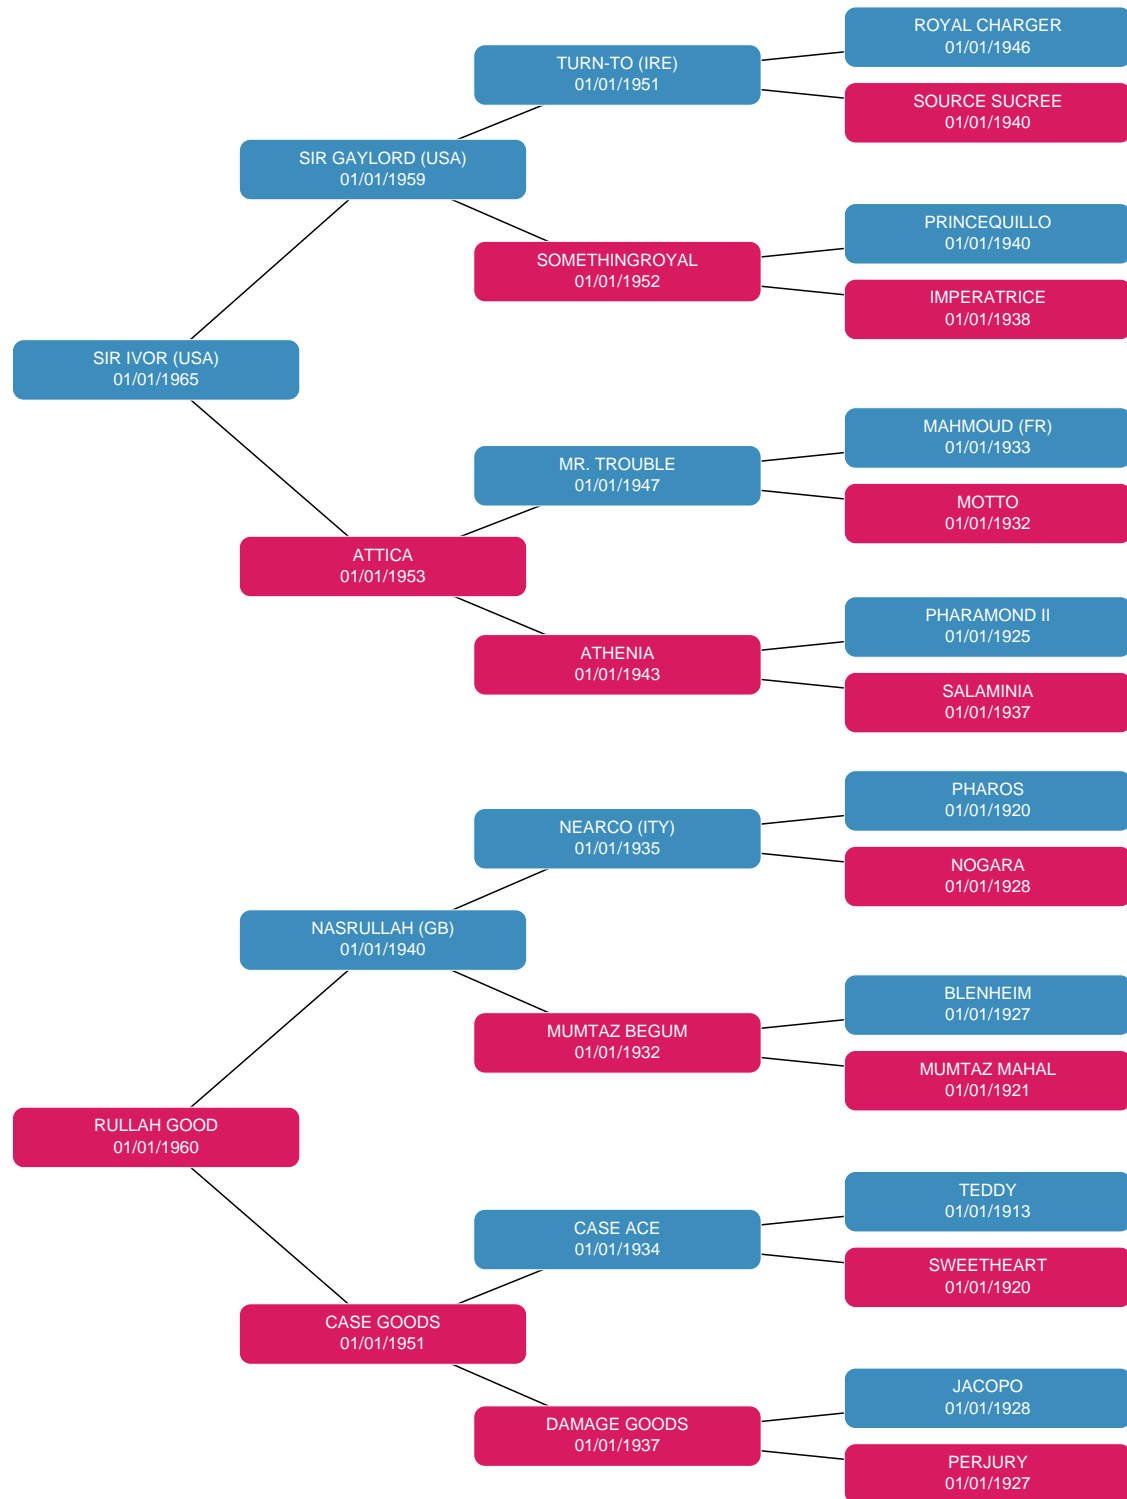 ROYAL CHARGER
01/01/1946
TURN-TO (IRE)
01/01/1951
SOURCE SUCREE
01/01/1940
SIR GAYLORD (USA)
01/01/1959
PRINCEQUILLO
01/01/1940
SOMETHINGROYAL
01/01/1952
IMPERATRICE
01/01/1938
SIR IVOR (USA)
01/01/1965
MAHMOUD (FR)
01/01/1933
MR. TROUBLE
01/01/1947
MOTTO
01/01/1932
ATTICA
01/01/1953
PHARAMOND II
01/01/1925
ATHENIA
01/01/1943
SALAMINIA
01/01/1937
PHAROS
01/01/1920
NEARCO (ITY)
01/01/1935
NOGARA
01/01/1928
NASRULLAH (GB)
01/01/1940
BLENHEIM
01/01/1927
MUMTAZ BEGUM
01/01/1932
MUMTAZ MAHAL
01/01/1921
RULLAH GOOD
01/01/1960
TEDDY
01/01/1913
CASE ACE
01/01/1934
SWEETHEART
01/01/1920
CASE GOODS
01/01/1951
JACOPO
01/01/1928
DAMAGE GOODS
01/01/1937
PERJURY
01/01/1927